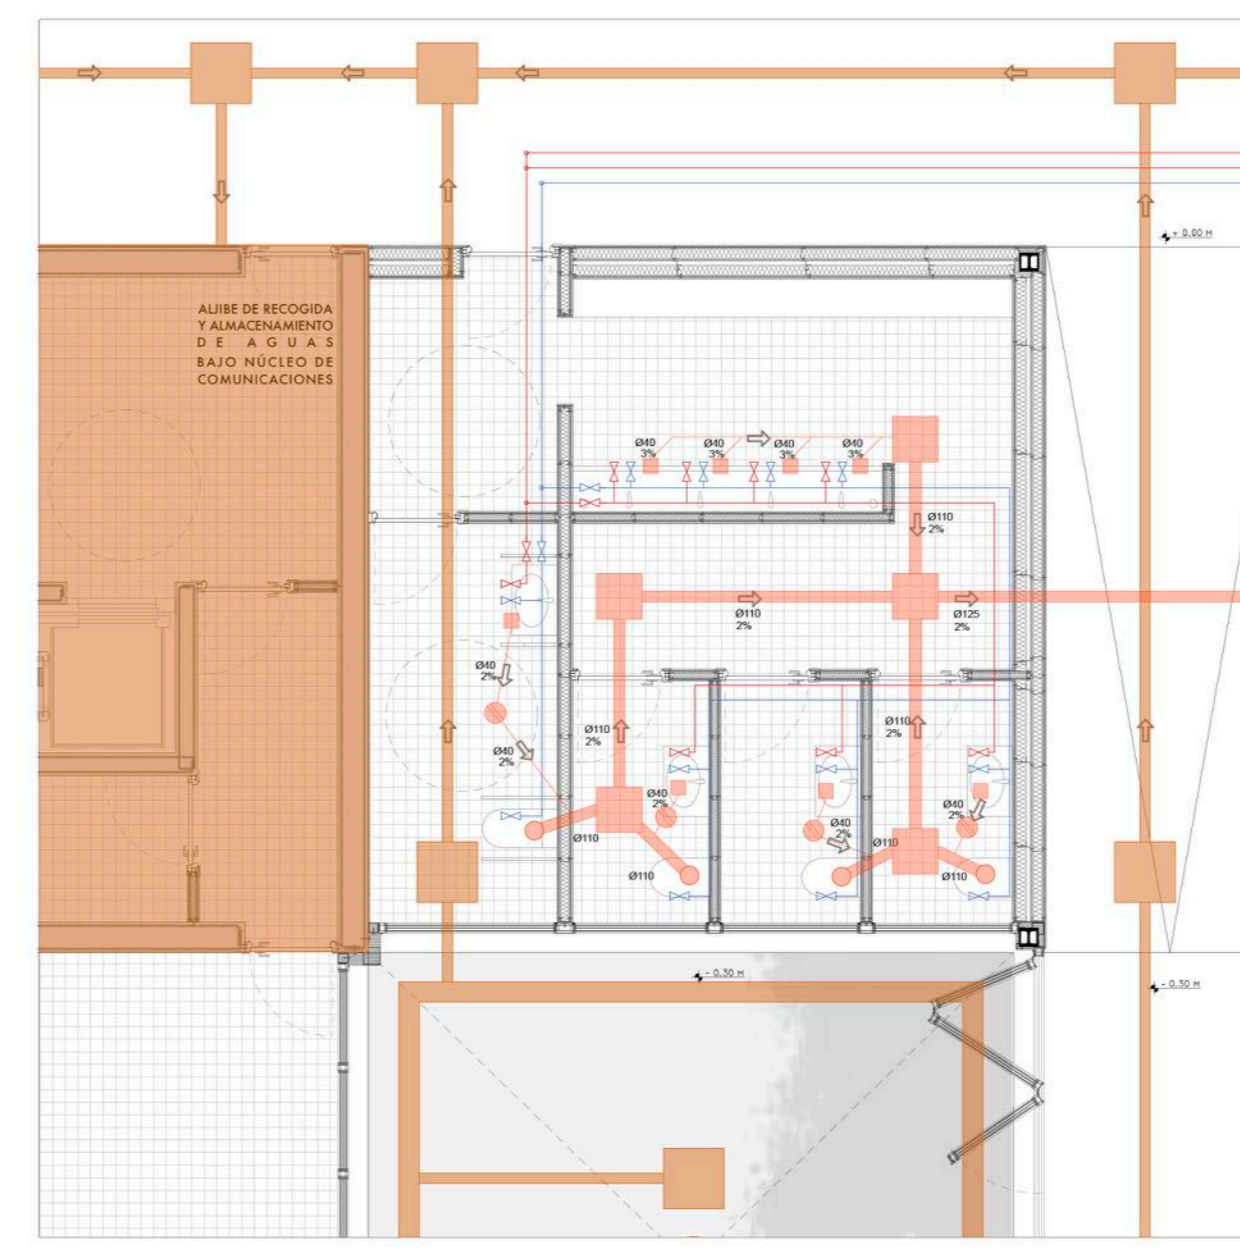 + 0.00 M
ALJIBE DE RECOGIDA
Y ALMACENAMIENTO
DE AGUAS
BAJO NÚCLEO DE
COMUNICACIONES
Ø40
3%
Ø40
3%
Ø40
3%
Ø40
3%
Ø110
2%
Ø110
2%
Ø125
2%
Ø40
2%
Ø110
2%
Ø110
2%
Ø40
2%
Ø40
2%
Ø40
2%
Ø40
2%
Ø110
Ø110
Ø110
Ø110
- 0.30 M
- 0.30 M